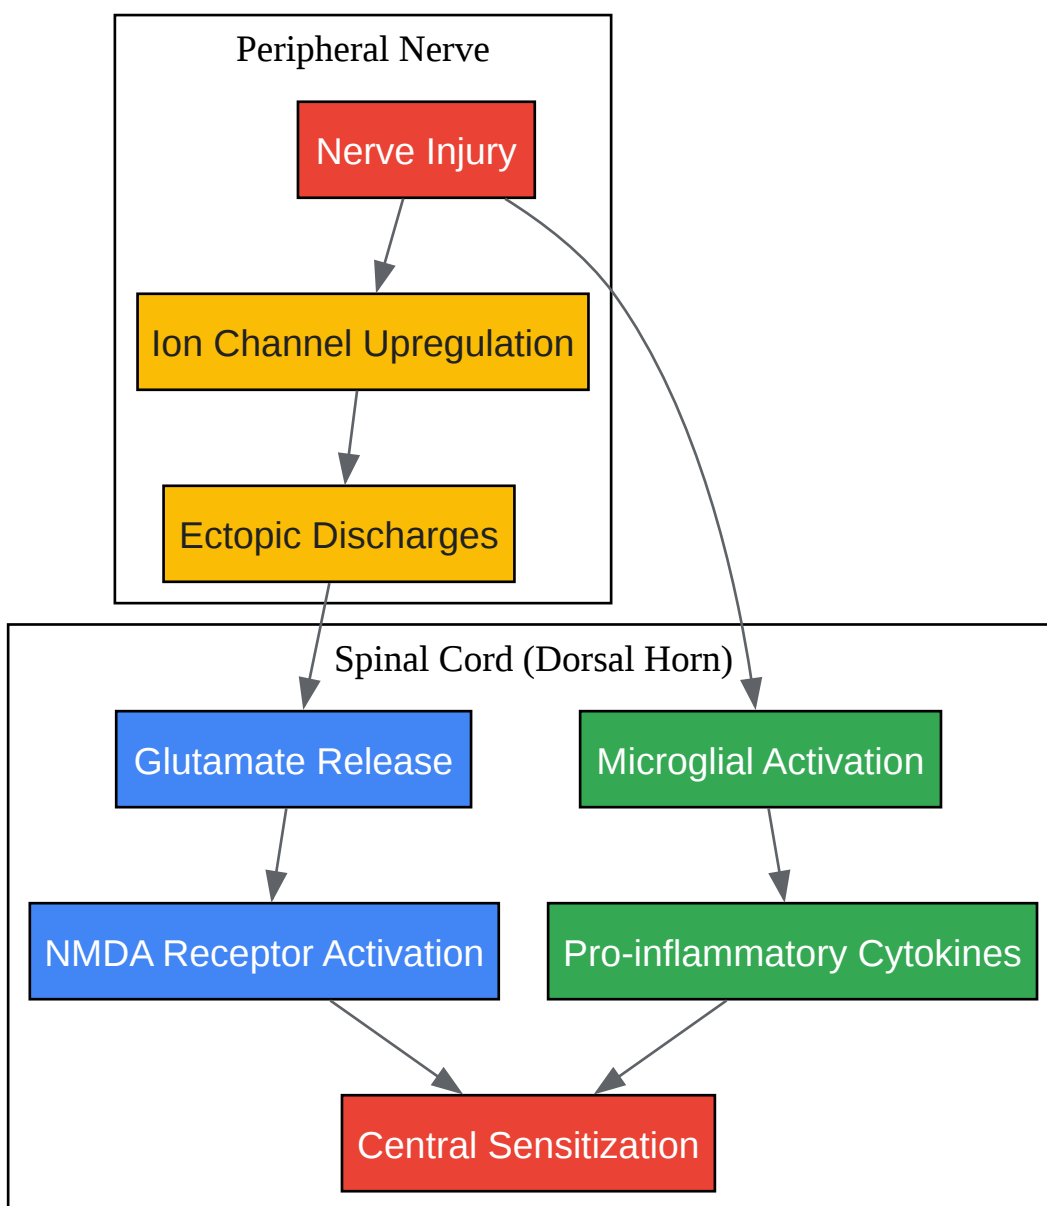 Peripheral Nerve
Nerve Injury
Ion Channel Upregulation
Ectopic Discharges
Spinal Cord (Dorsal Horn)
Glutamate Release
Microglial Activation
NMDA Receptor Activation
Pro-inflammatory Cytokines
Central Sensitization